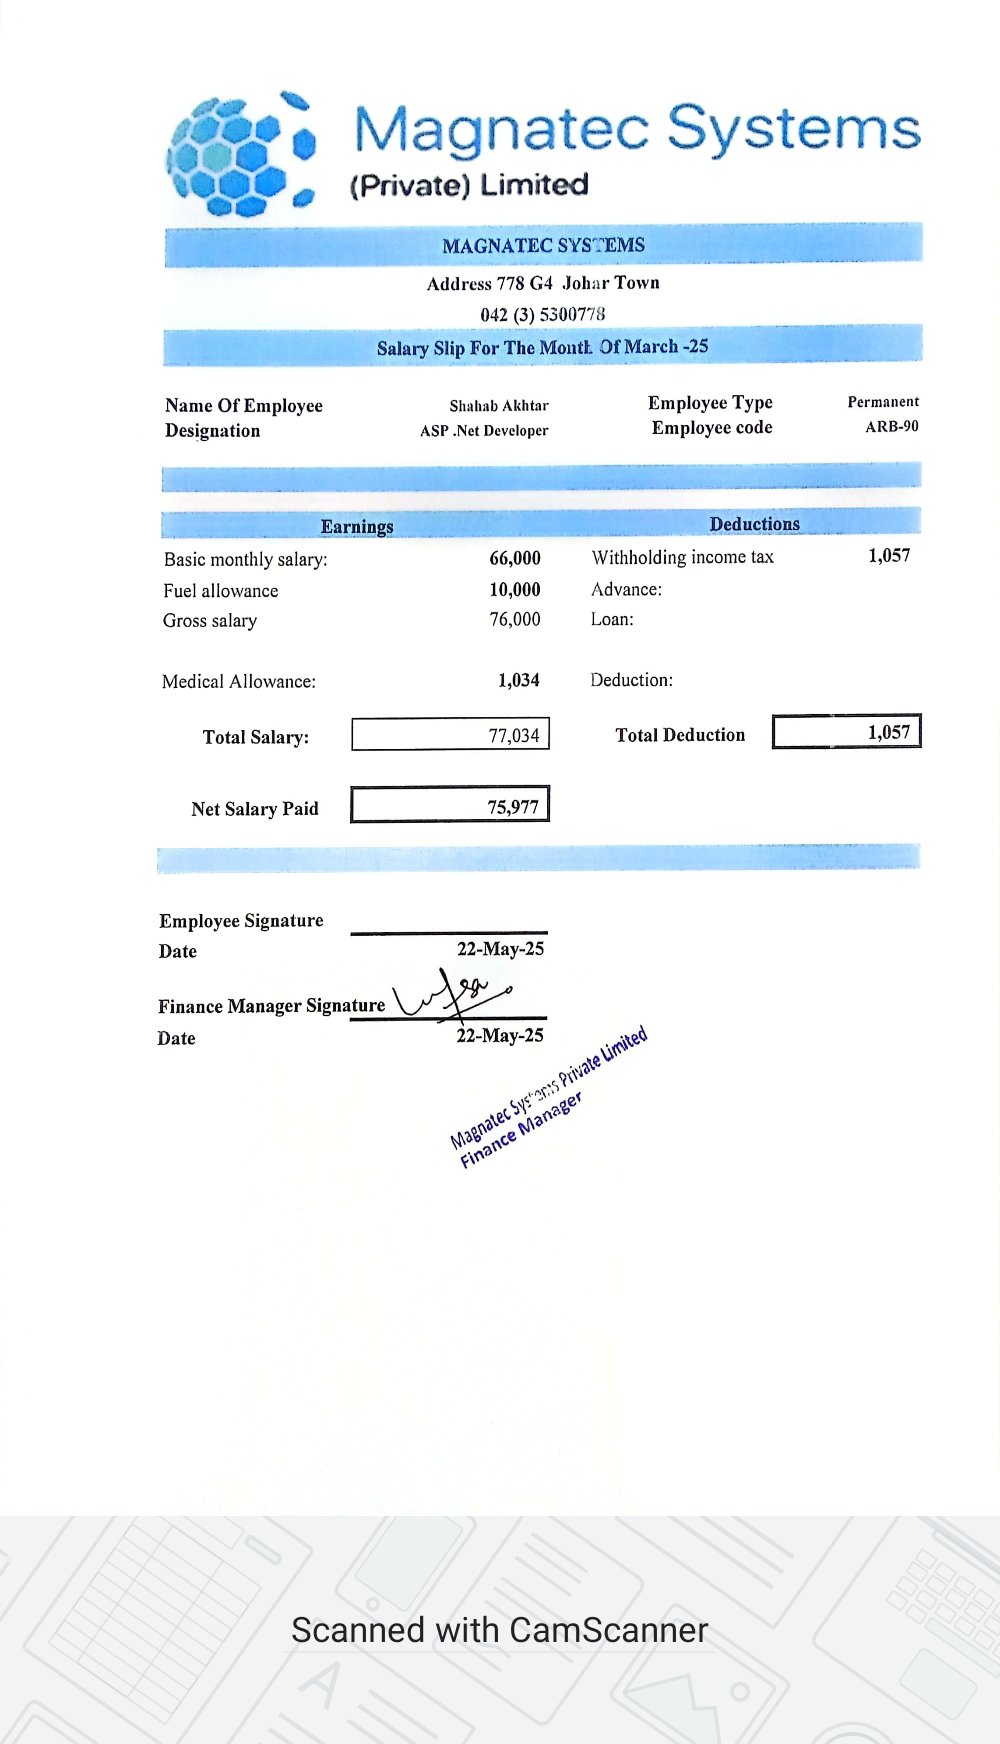 Magnatec Systems
(Private) Limited
MAGNATEC SYSTEMS
Address 778 G4 Johar Town
042 (3) 5300778
Salary Slip For The Month Of March -25
Name Of Employee Shahab Akhtar Employee Type Permanent
Designation ASP .Net Developer Employee code ARB-90
Earnings Deductions
Basic monthly salary: 66,000 Withholding income tax 1,057
Fuel allowance 10,000 Advance:
Gross salary 76,000 Loan:
Medical Allowance: 1,034 Deduction:
Total Salary: 77,034 Total Deduction 1,057
Net Salary Paid 75,977
Employee Signature
Date 22-May-25
Finance Manager Signature
Date 22-May-25
Magnatec Systems Private Limited
Finance Manager
Scanned with CamScanner